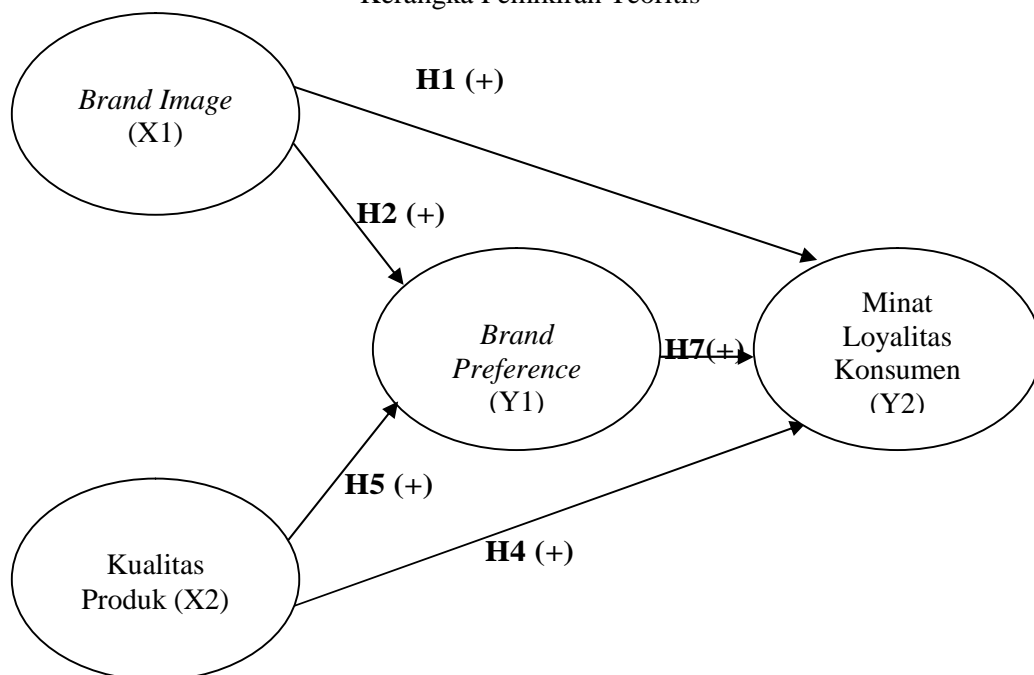 Kerangka Pemikiran Teoritis
Brand Image
(X1)
H1 (+)
H2 (+)
Brand
Preference
(Y1)
H7(+)
Minat
Loyalitas
Konsumen
(Y2)
H5 (+)
H4 (+)
Kualitas
Produk (X2)